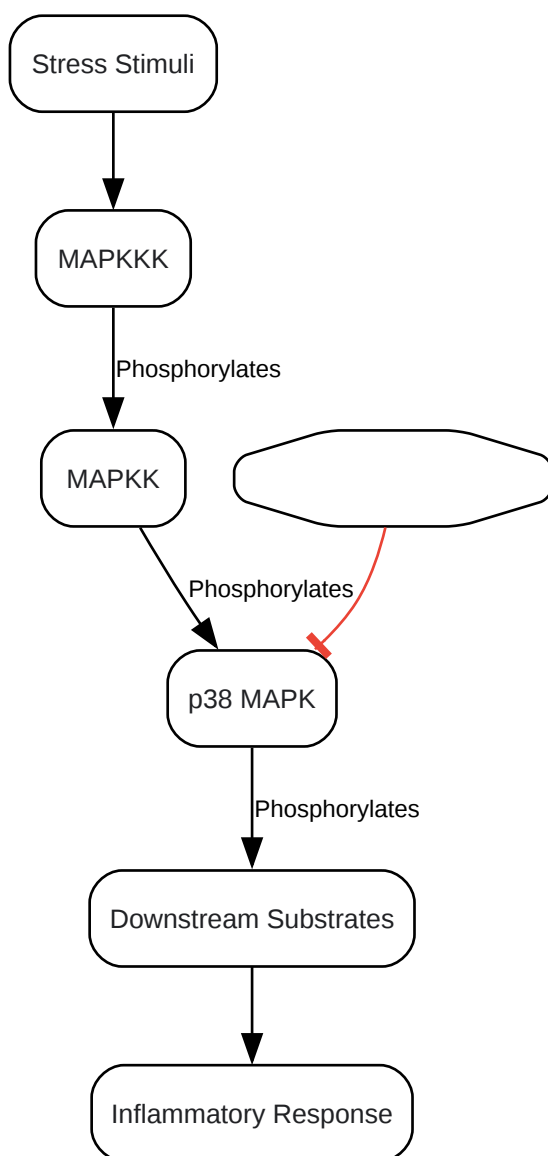 Stress Stimuli
MAPKKK
Phosphorylates
MAPKK
Phosphorylates
p38 MAPK
Phosphorylates
Downstream Substrates
Inflammatory Response